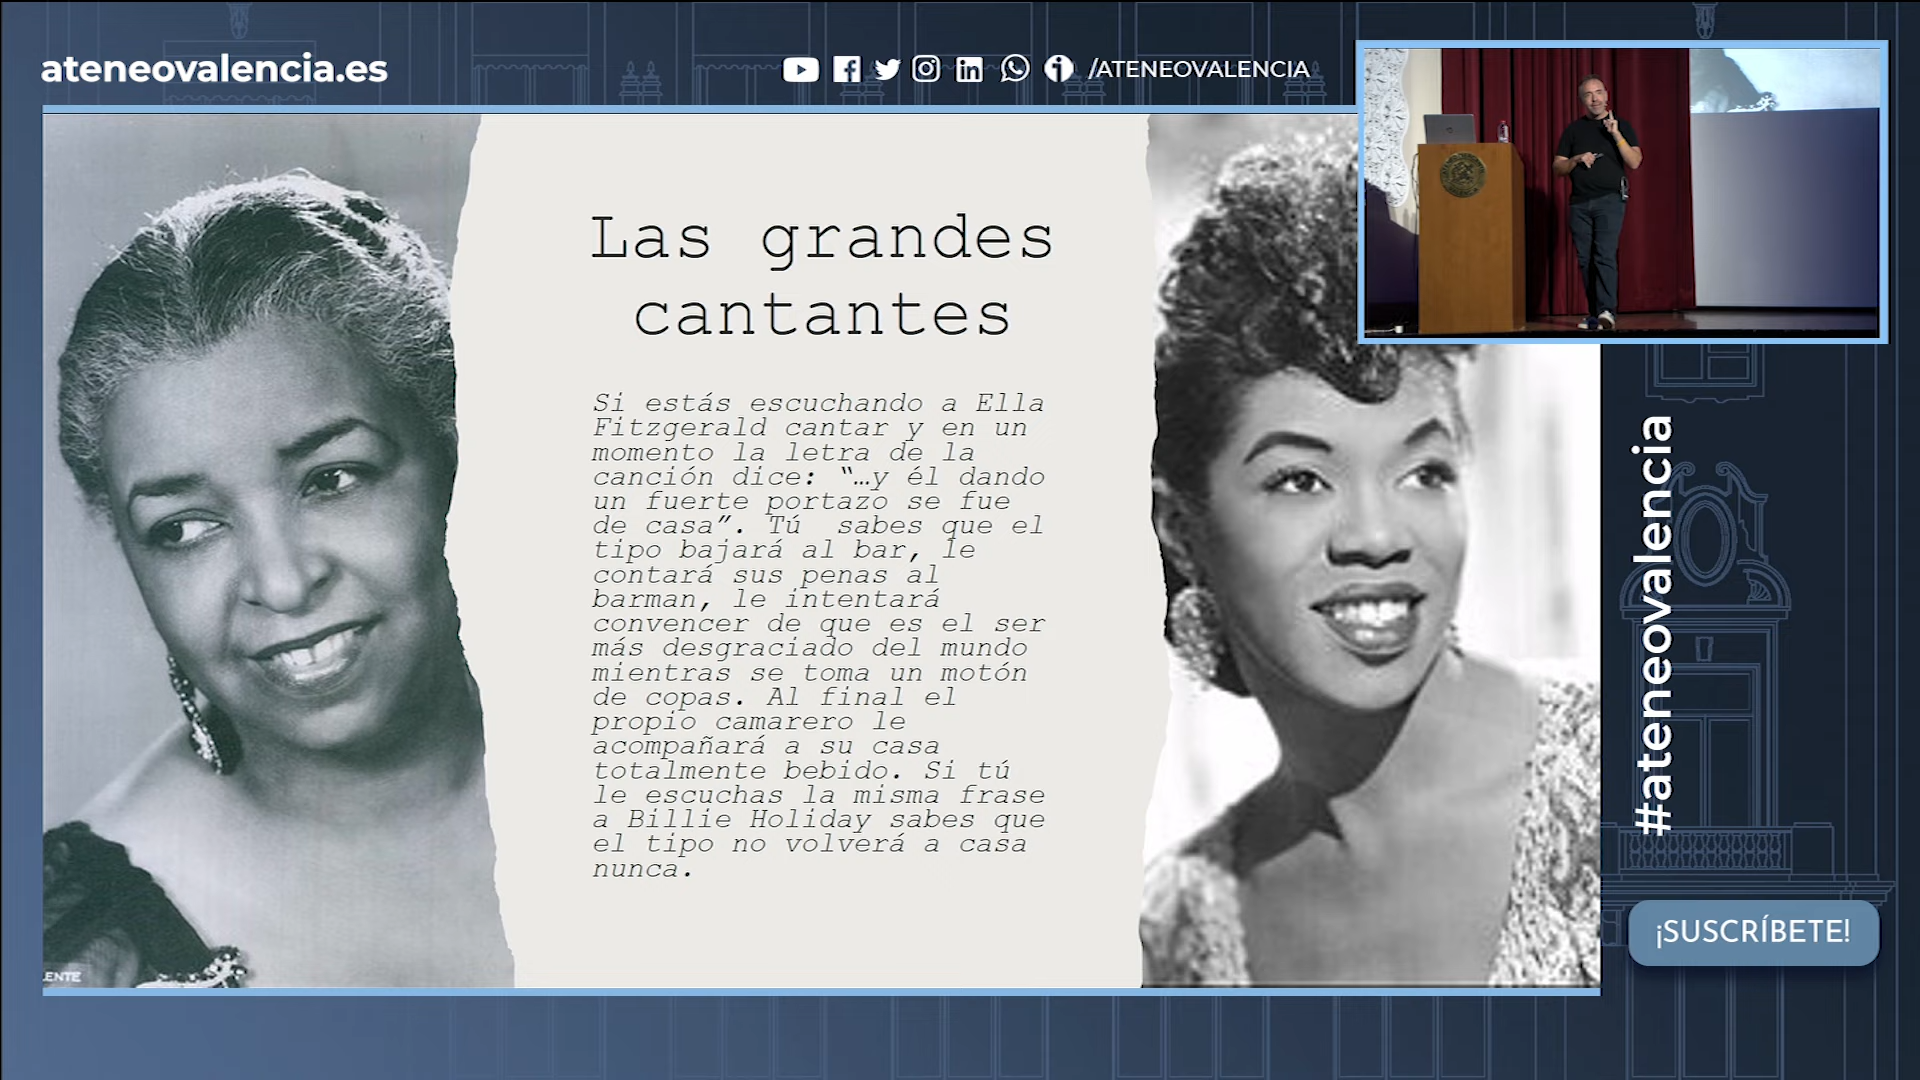 ateneovalencia.es
/ATENEOVALENCIA
Las grandes
cantantes
Si estás escuchando a Ella
Fitzgerald cantar y en un
momento la letra de la
canción dice: “…y él dando
un fuerte portazo se fue
de casa”. Tú  sabes que el
tipo bajará al bar, le
contará sus penas al
barman, le intentará
convencer de que es el ser
más desgraciado del mundo
mientras se toma un motón
de copas. Al final el
propio camarero le
acompañará a su casa
totalmente bebido. Si tú
le escuchas la misma frase
a Billie Holiday sabes que
el tipo no volverá a casa
nunca.
LENTE
#ateneovalencia
¡SUSCRÍBETE!